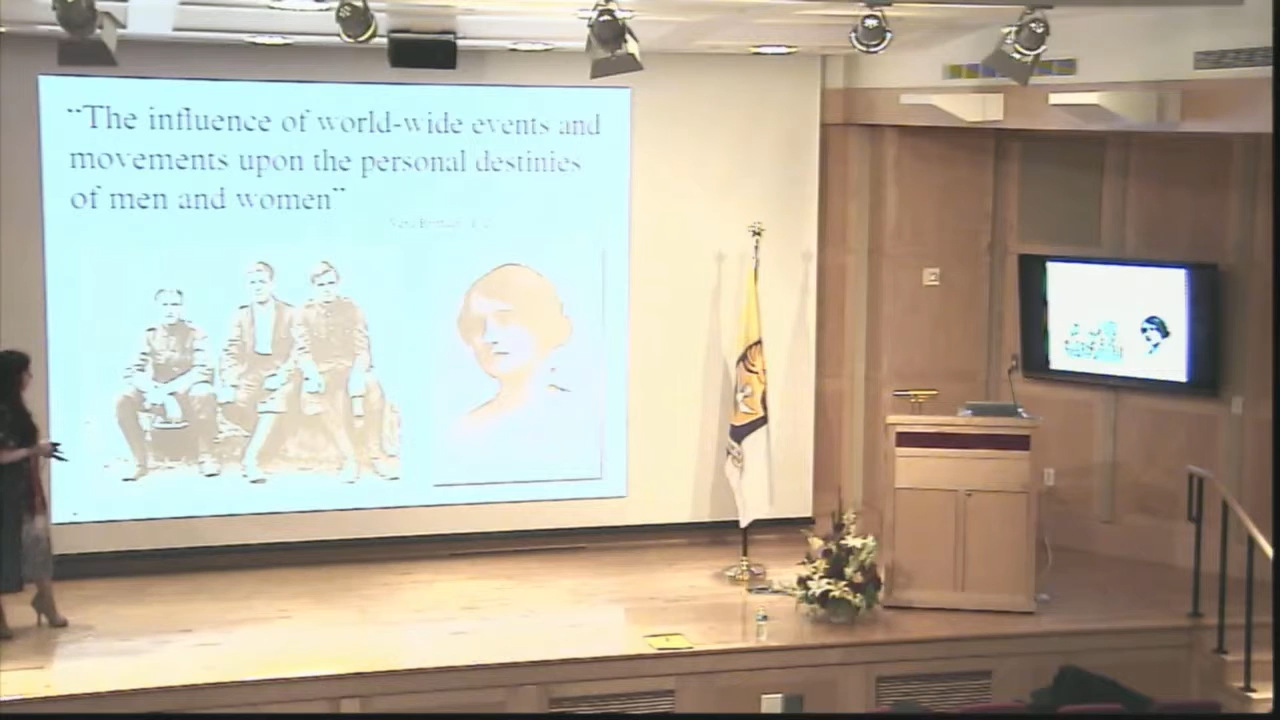 “The influence of world-wide events and
movements upon the personal destinies
of men and women”